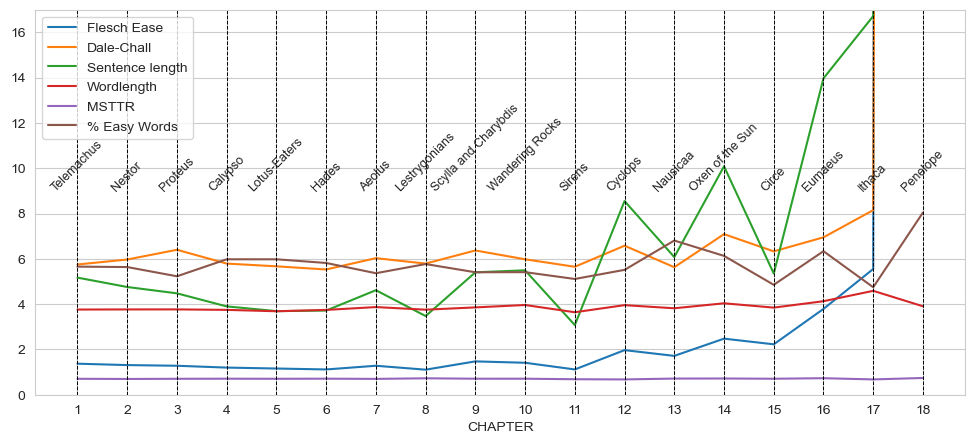 16
14
12
10
8
6
4
2
0
Flesch Ease
Dale-Chall
Sentence length
Wordlength
MSTTR
% Easy Words
Telemachus
Nestor
Proteus
Calypso
Lotus-Eaters
Hades
Aeolus
Lestrygonians
Scylla and Charybdis
Wandering Rocks
Sirens
Cyclops
Nausicaa
Oxen of the Sun
Circe
Eumaeus
Ithaca
Penelope
1 2 3 4 5 6 7 8 9 10 11 12 13 14 15 16 17 18
CHAPTER